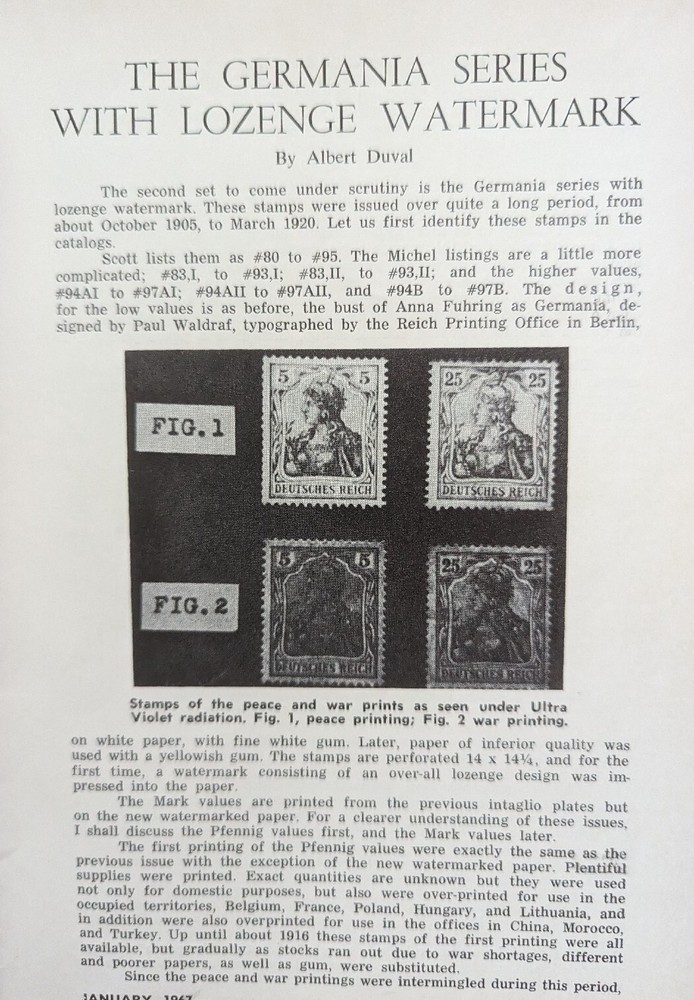 THE GERMANIA SERIES
WITH LOZENGE WATERMARK
By Albert Duval
The second set to come under scrutiny is the Germania series with
lozenge watermark. These stamps were issued over quite a long period, from
about October 1905, to March 1920. Let us first identify these stamps in the
catalogs.
Scott lists them as #80 to #95. The Michel listings are a little more
complicated; #83,I, to #93,I; #83,II, to #93,II; and the higher values,
#94AI to #97AI; #94AII to #97AII, and #94B to #97B. The design,
for the low values is as before, the bust of Anna Fuhring as Germania, de-
signed by Paul Waldraf, typographed by the Reich Printing Office in Berlin,
FIG. 1
5 5
DEUTSCHES REICH
25 25
DEUTSCHES REICH
FIG. 2
5 5
DEUTSCHES REICH
25 25
DEUTSCHES REICH
Stamps of the peace and war prints as seen under Ultra
Violet radiation. Fig. 1, peace printing; Fig. 2 war printing.
on white paper, with fine white gum. Later, paper of inferior quality was
used with a yellowish gum. The stamps are perforated 14 x 14¼, and for the
first time, a watermark consisting of an over-all lozenge design was im-
pressed into the paper.
The Mark values are printed from the previous intaglio plates but
on the new watermarked paper. For a clearer understanding of these issues,
I shall discuss the Pfennig values first, and the Mark values later.
The first printing of the Pfennig values were exactly the same as the
previous issue with the exception of the new watermarked paper. Plentiful
supplies were printed. Exact quantities are unknown but they were used
not only for domestic purposes, but also were over-printed for use in the
occupied territories, Belgium, France, Poland, Hungary, and Lithuania, and
in addition were also overprinted for use in the offices in China, Morocco,
and Turkey. Up until about 1916 these stamps of the first printing were all
available, but gradually as stocks ran out due to war shortages, different
and poorer papers, as well as gum, were substituted.
Since the peace and war printings were intermingled during this period,
JANUARY, 1967